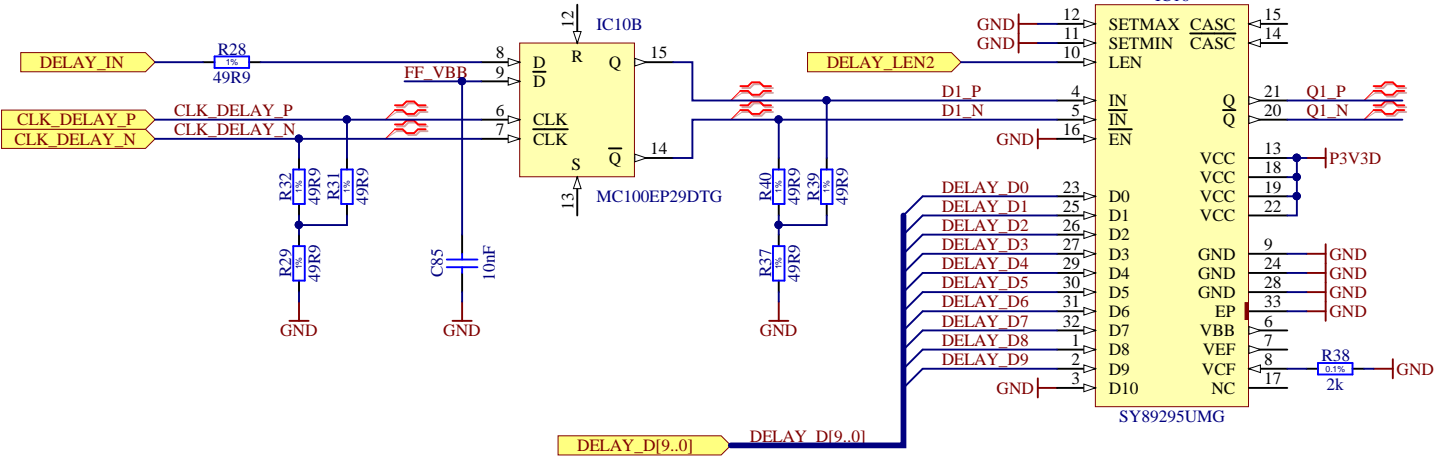 12
IC10B
DELAY_IN
R28
1%
49R9
8
D
R
Q
15
FF_VBB
9
D
CLK_DELAY_P
CLK_DELAY_P
6
CLK
CLK_DELAY_N
CLK_DELAY_N
7
CLK
S
Q
14
13
MC100EP29DTG
R32
1%
49R9
R31
1%
49R9
R29
1%
49R9
GND
C85
10nF
GND
R40
1%
49R9
R39
1%
49R9
R37
1%
49R9
GND
GND
12
SETMAX
CASC
15
GND
11
SETMIN
CASC
14
DELAY_LEN2
10
LEN
D1_P
4
IN
Q
21
Q1_P
D1_N
5
IN
Q
20
Q1_N
GND
16
EN
VCC
13
P3V3D
VCC
18
VCC
19
VCC
22
DELAY_D0
23
D0
DELAY_D1
25
D1
DELAY_D2
26
D2
DELAY_D3
27
D3
GND
9
GND
DELAY_D4
29
D4
GND
24
GND
DELAY_D5
30
D5
GND
28
GND
DELAY_D6
31
D6
EP
33
GND
DELAY_D7
32
D7
VBB
6
DELAY_D8
1
D8
VEF
7
DELAY_D9
2
D9
VCF
8
R38
0.1%
2k
GND
GND
3
D10
NC
17
SY89295UMG
DELAY_D[9..0]
DELAY_D[9..0]